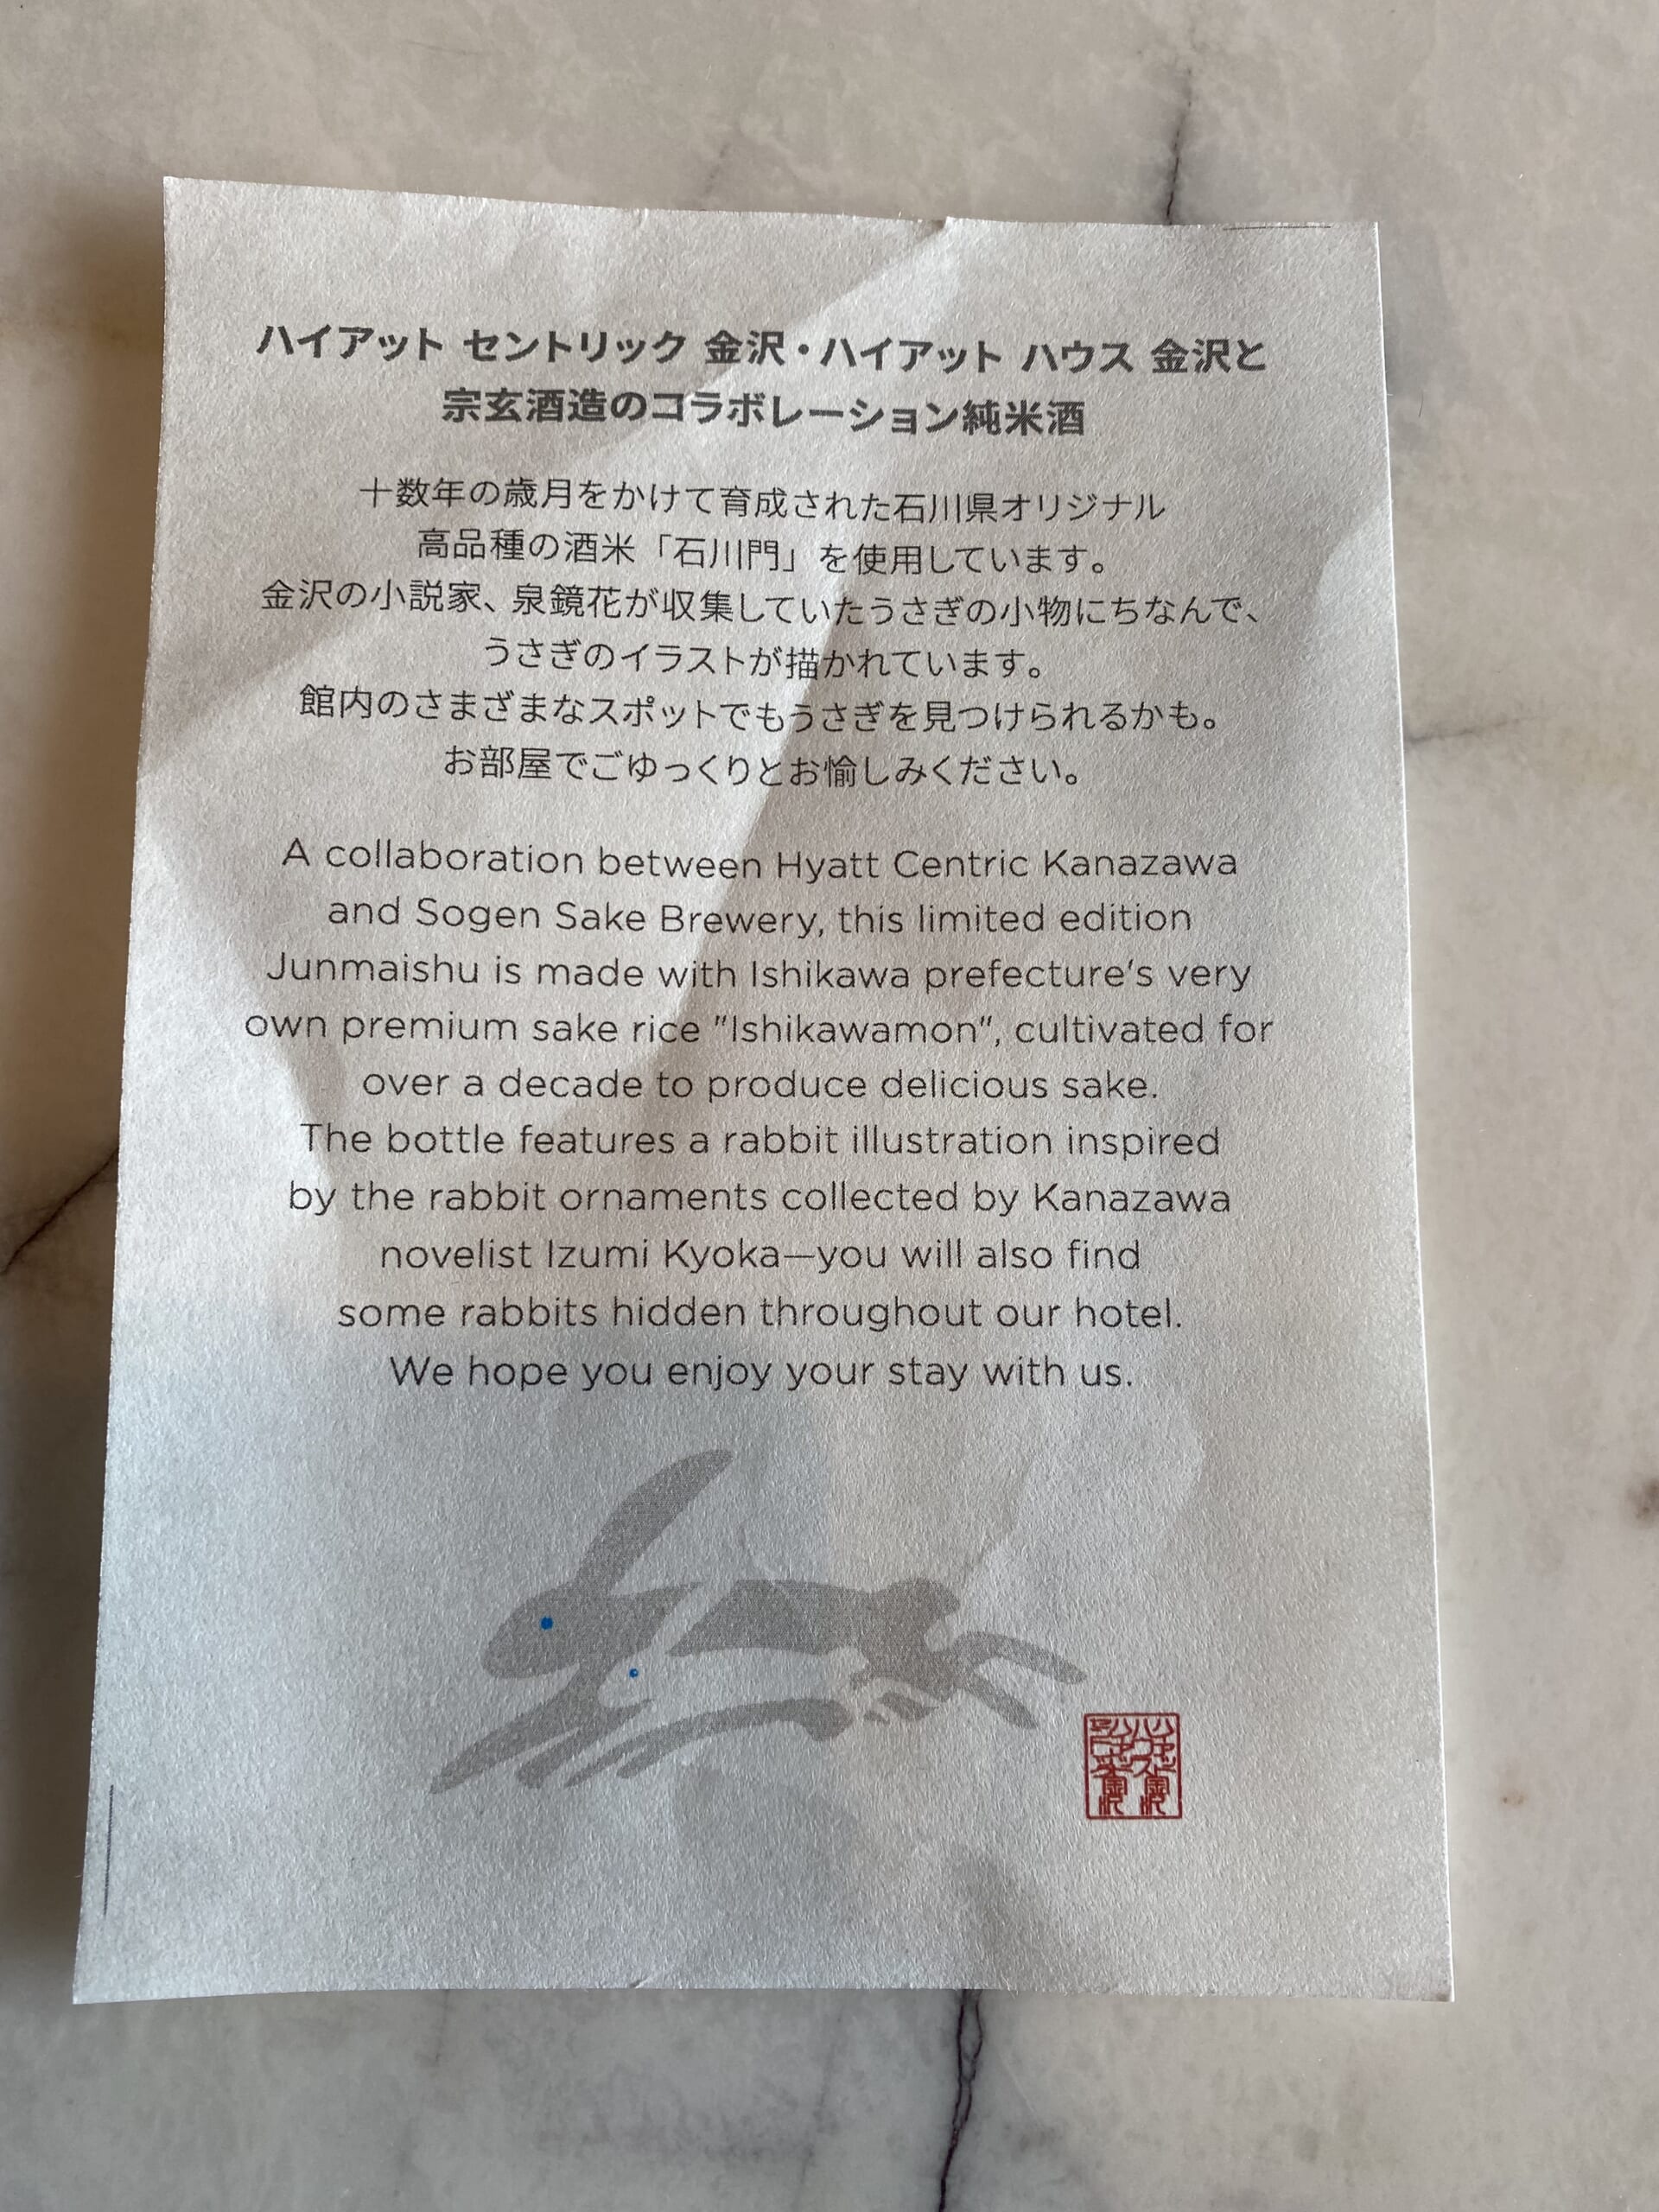 ハイアット セントリック 金沢・ハイアット ハウス 金沢と
宗玄酒造のコラボレーション純米酒
十数年の歳月をかけて育成された石川県オリジナル
高品種の酒米「石川門」を使用しています。
金沢の小説家、泉鏡花が収集していたうさぎの小物にちなんで、
うさぎのイラストが描かれています。
館内のさまざまなスポットでもうさぎを見つけられるかも。
お部屋でごゆっくりとお愉しみください。
A collaboration between Hyatt Centric Kanazawa
and Sogen Sake Brewery, this limited edition
Junmaishu is made with Ishikawa prefecture's very
own premium sake rice "Ishikawamon", cultivated for
over a decade to produce delicious sake.
The bottle features a rabbit illustration inspired
by the rabbit ornaments collected by Kanazawa
novelist Izumi Kyoka—you will also find
some rabbits hidden throughout our hotel.
We hope you enjoy your stay with us.